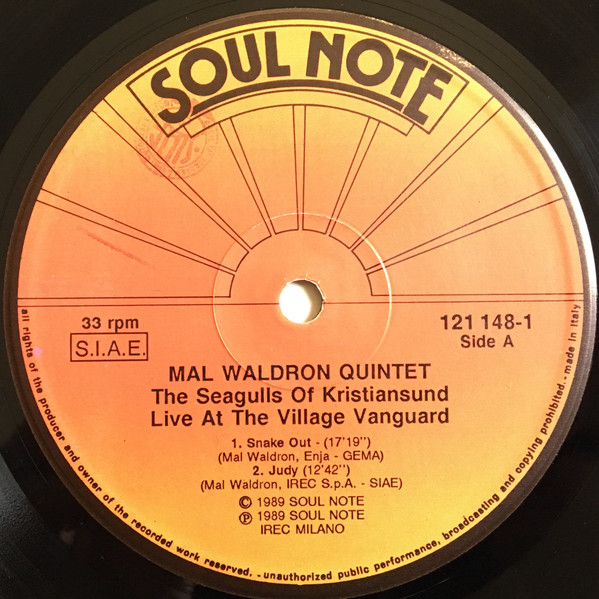 SOUL NOTE
33 rpm
S.I.A.E.
121 148-1
Side A
MAL WALDRON QUINTET
The Seagulls Of Kristiansund
Live At The Village Vanguard
1. Snake Out - (17'19'')
(Mal Waldron, Enja - GEMA)
2. Judy (12'42'')
(Mal Waldron, IREC S.p.A. - SIAE)
© 1989 SOUL NOTE
℗ 1989 SOUL NOTE
IREC MILANO
all rights of the producer and owner of the recorded work reserved. - unauthorized public performance, broadcasting and copying prohibited. - made in Italy